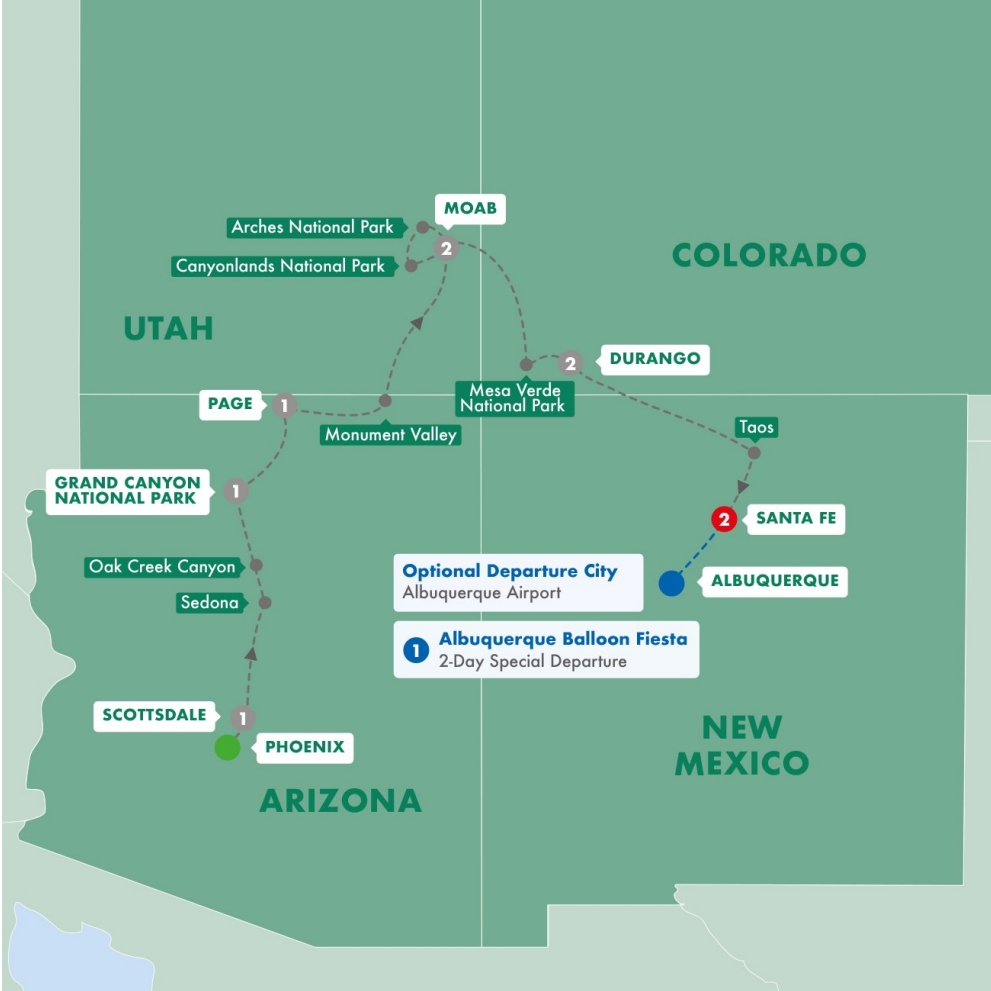 MOAB
Arches National Park
2
Canyonlands National Park
COLORADO
UTAH
2
DURANGO
Mesa Verde
National Park
PAGE
1
Monument Valley
Taos
GRAND CANYON
NATIONAL PARK
1
2
SANTA FE
Oak Creek Canyon
Optional Departure City
Albuquerque Airport
ALBUQUERQUE
Sedona
1
Albuquerque Balloon Fiesta
2-Day Special Departure
SCOTTSDALE
1
PHOENIX
NEW
MEXICO
ARIZONA